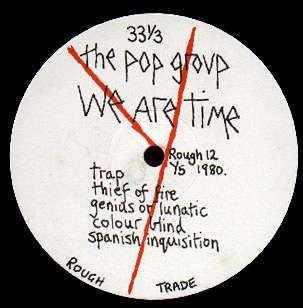 33⅓
the pop group
We Are Time
Rough 12
Y5 1980.
trap
thief of fire
genius or lunatic
colour blind
spanish inquisition
ROUGH TRADE